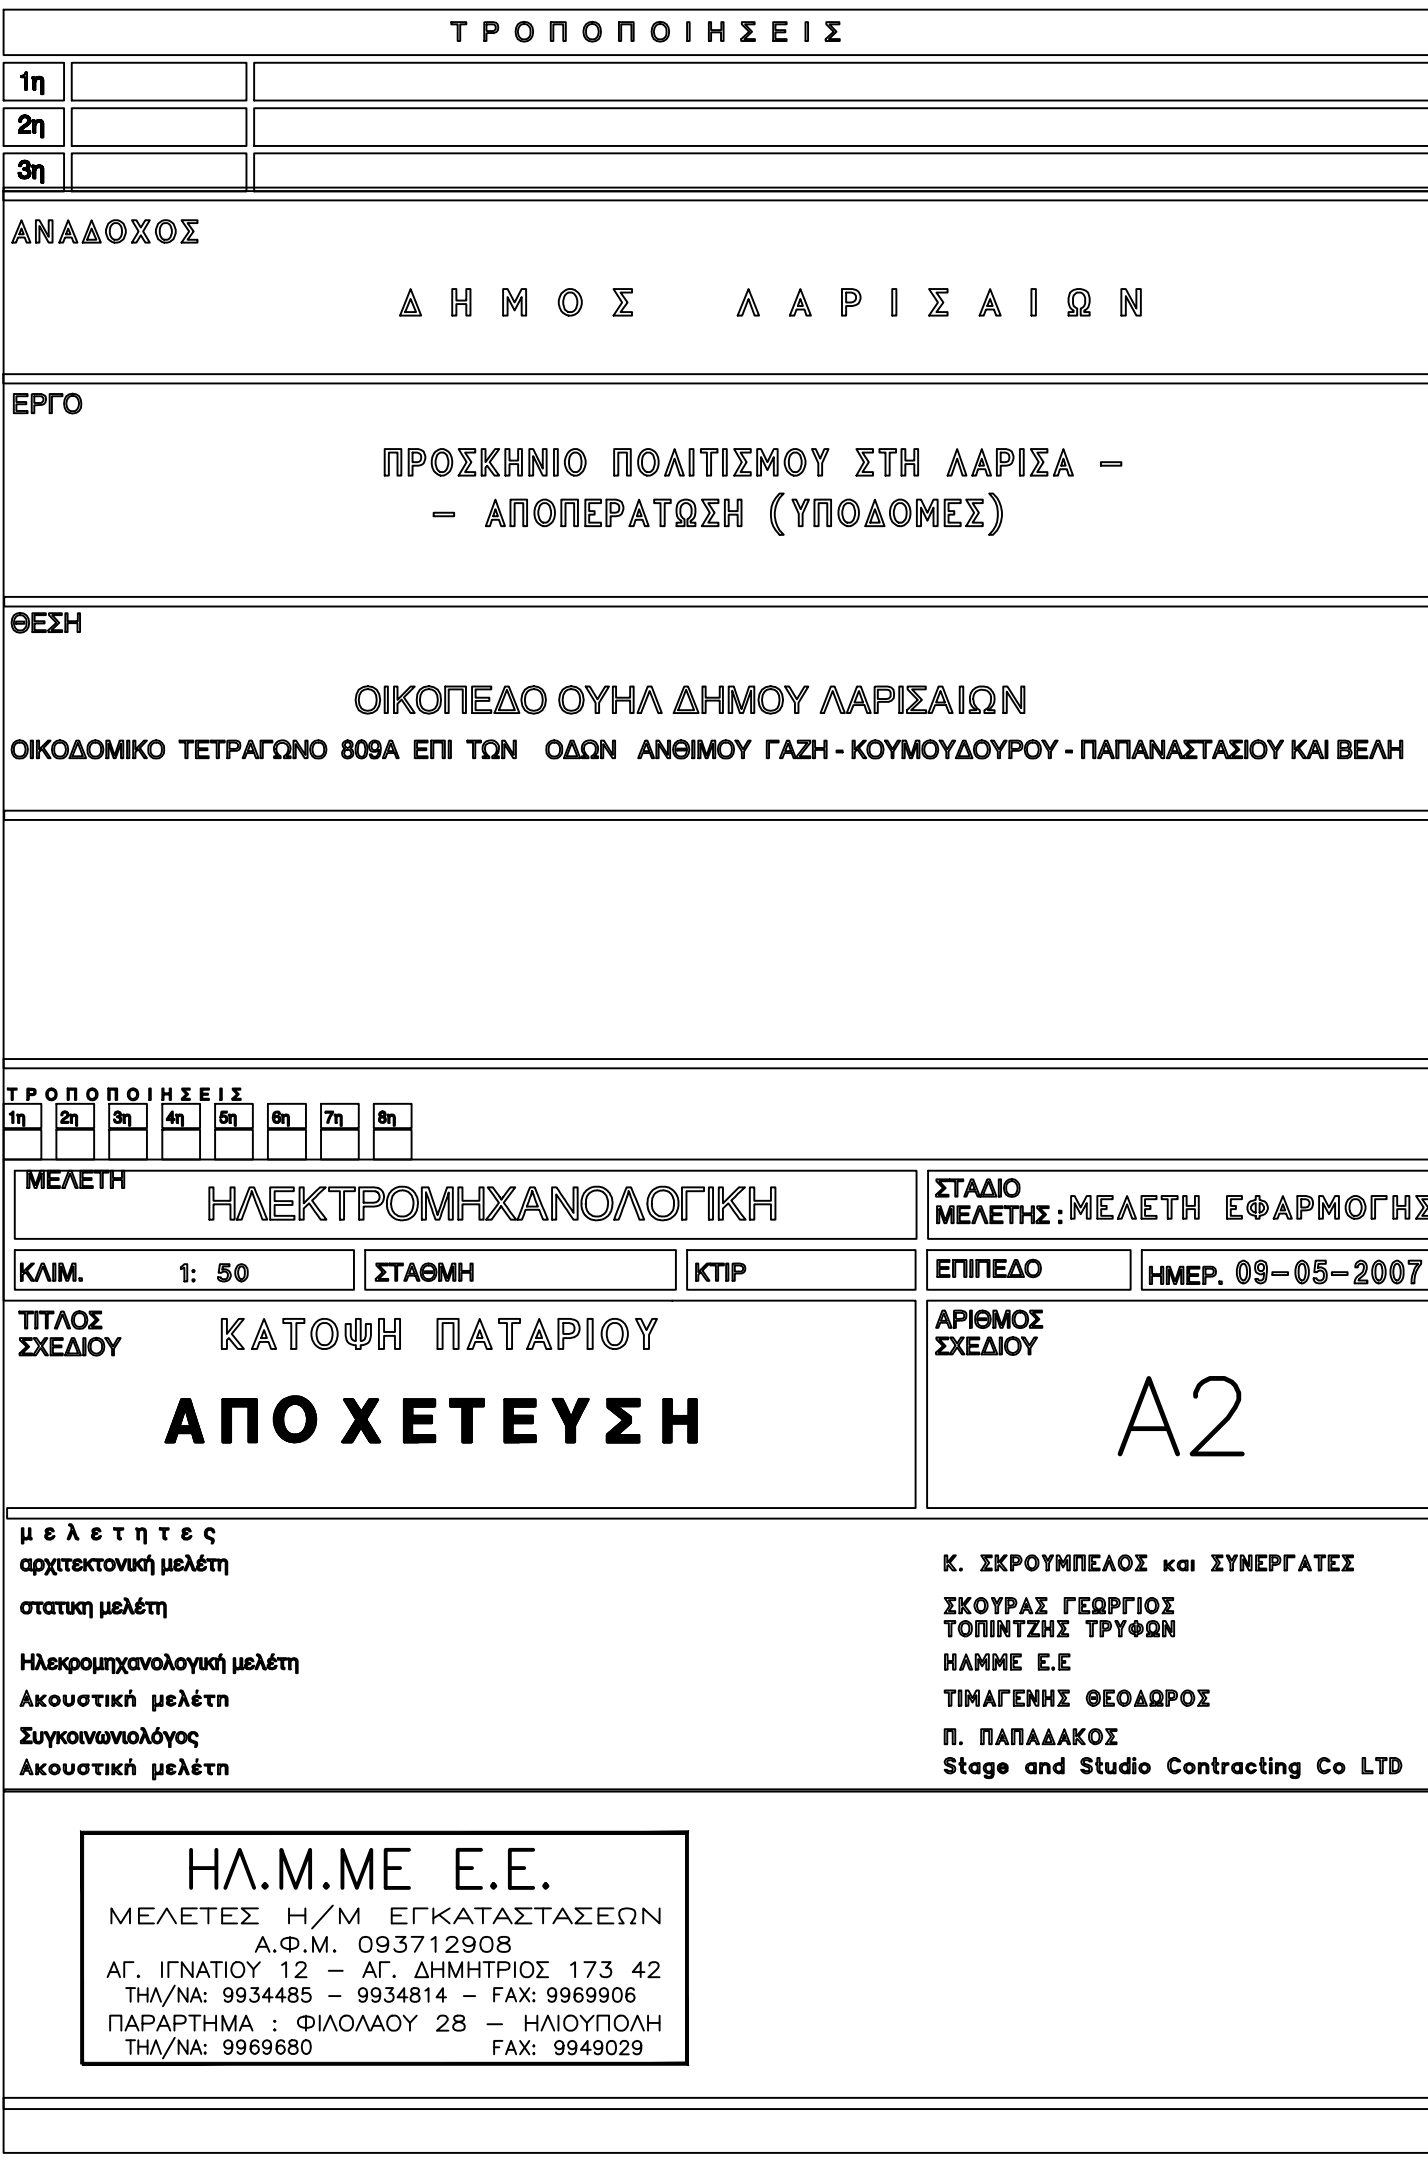 ΤΡΟΠΟΠΟΙΗΣΕΙΣ
1η
2η
3η
ΑΝΑΔΟΧΟΣ
ΔΗΜΟΣ ΛΑΡΙΣΑΙΩΝ
ΕΡΓΟ
ΠΡΟΣΚΗΝΙΟ ΠΟΛΙΤΙΣΜΟΥ ΣΤΗ ΛΑΡΙΣΑ –
– ΑΠΟΠΕΡΑΤΩΣΗ (ΥΠΟΔΟΜΕΣ)
ΘΕΣΗ
ΟΙΚΟΠΕΔΟ ΟΥΗΛ ΔΗΜΟΥ ΛΑΡΙΣΑΙΩΝ
ΟΙΚΟΔΟΜΙΚΟ ΤΕΤΡΑΓΩΝΟ 809Α ΕΠΙ ΤΩΝ ΟΔΩΝ ΑΝΘΙΜΟΥ ΓΑΖΗ - ΚΟΥΜΟΥΔΟΥΡΟΥ - ΠΑΠΑΝΑΣΤΑΣΙΟΥ ΚΑΙ ΒΕΛΗ
ΤΡΟΠΟΠΟΙΗΣΕΙΣ
1η 2η 3η 4η 5η 6η 7η 8η
ΜΕΛΕΤΗ ΗΛΕΚΤΡΟΜΗΧΑΝΟΛΟΓΙΚΗ
ΣΤΑΔΙΟ
ΜΕΛΕΤΗΣ : ΜΕΛΕΤΗ ΕΦΑΡΜΟΓΗΣ
ΚΛΙΜ. 1: 50 ΣΤΑΘΜΗ ΚΤΙΡ ΕΠΙΠΕΔΟ ΗΜΕΡ. 09–05–2007
ΤΙΤΛΟΣ
ΣΧΕΔΙΟΥ
ΚΑΤΟΨΗ ΠΑΤΑΡΙΟΥ
ΑΠΟΧΕΤΕΥΣΗ
ΑΡΙΘΜΟΣ
ΣΧΕΔΙΟΥ
Α2
μελετητες
αρχιτεκτονική μελέτη Κ. ΣΚΡΟΥΜΠΕΛΟΣ και ΣΥΝΕΡΓΑΤΕΣ
στατικη μελέτη ΣΚΟΥΡΑΣ ΓΕΩΡΓΙΟΣ
ΤΟΠΙΝΤΖΗΣ ΤΡΥΦΩΝ
Ηλεκρομηχανολογική μελέτη ΗΛΜΜΕ Ε.Ε
Ακουστική μελέτη ΤΙΜΑΓΕΝΗΣ ΘΕΟΔΩΡΟΣ
Συγκοινωνιολόγος Π. ΠΑΠΑΔΑΚΟΣ
Ακουστική μελέτη Stage and Studio Contracting Co LTD
ΗΛ.Μ.ΜΕ Ε.Ε.
ΜΕΛΕΤΕΣ Η/Μ ΕΓΚΑΤΑΣΤΑΣΕΩΝ
Α.Φ.Μ. 093712908
ΑΓ. ΙΓΝΑΤΙΟΥ 12 – ΑΓ. ΔΗΜΗΤΡΙΟΣ 173 42
ΤΗΛ/ΝΑ: 9934485 – 9934814 – FAX: 9969906
ΠΑΡΑΡΤΗΜΑ : ΦΙΛΟΛΑΟΥ 28 – ΗΛΙΟΥΠΟΛΗ
ΤΗΛ/ΝΑ: 9969680 FAX: 9949029